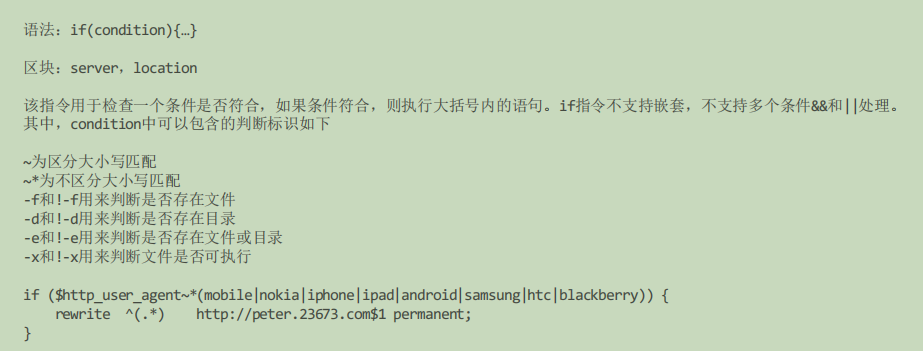 语法：if(condition){…}
区块：server，location
该指令用于检查一个条件是否符合，如果条件符合，则执行大括号内的语句。if指令不支持嵌套，不支持多个条件&&和||处理。
其中，condition中可以包含的判断标识如下
~为区分大小写匹配
~*为不区分大小写匹配
-f和!-f用来判断是否存在文件
-d和!-d用来判断是否存在目录
-e和!-e用来判断是否存在文件或目录
-x和!-x用来判断文件是否可执行
if ($http_user_agent~*(mobile|nokia|iphone|ipad|android|samsung|htc|blackberry)) {
    rewrite  ^(.*)    http://peter.23673.com$1 permanent;
}